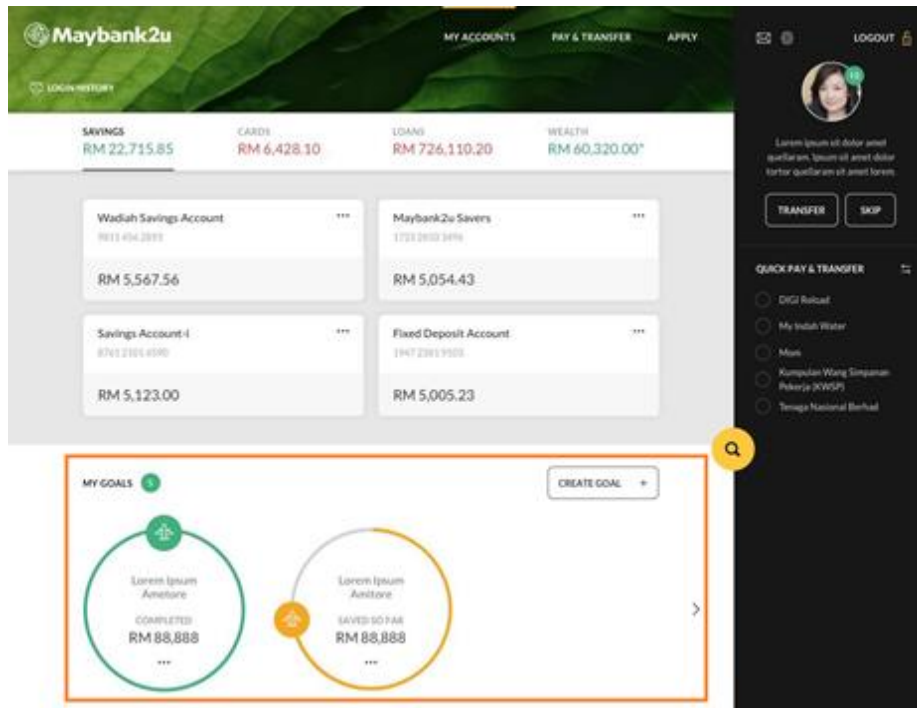 Maybank2u
MY ACCOUNTS
PAY & TRANSFER
APPLY
LOGOUT
LOGIN HISTORY
SAVINGS
RM 22,715.85
CARDS
RM 6,428.10
LOANS
RM 726,110.20
WEALTH
RM 60,320.00*
Wadiah Savings Account
RM 5,567.56
Maybank2u Savers
RM 5,054.43
Savings Account-i
RM 5,123.00
Fixed Deposit Account
RM 5,005.23
MY GOALS 5
CREATE GOAL +
Lorem Ipsum
Ametore
COMPLETED
RM 88,888
Lorem Ipsum
Amitore
SAVED SO FAR
RM 88,888
10
Lorem ipsum sit dolor amet
quellaram. Ipsum sit amet dolor
tortor quellaram sit amet lorem.
TRANSFER
SKIP
QUICK PAY & TRANSFER
DIGI Reload
My Indah Water
Mom
Kumpulan Wang Simpanan
Pekerja (KWSP)
Tenaga Nasional Berhad